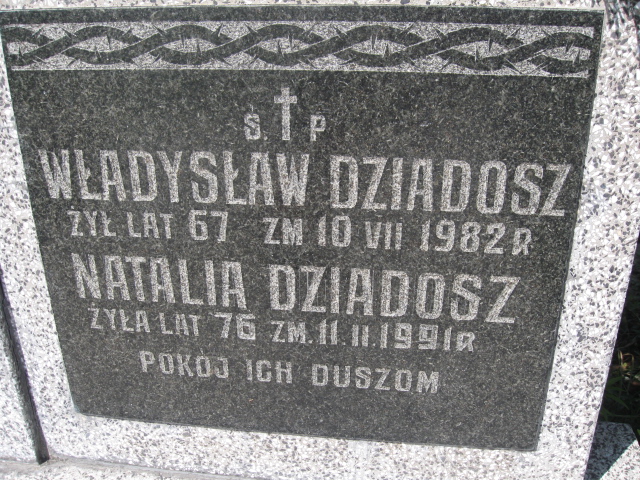 Ś. P
WŁADYSŁAW DZIADOSZ
ŻYŁ LAT 67 ZM 10 VII 1982 R
NATALIA DZIADOSZ
ŻYŁA LAT 76 ZM. 11. II. 1991 R
POKÓJ ICH DUSZOM